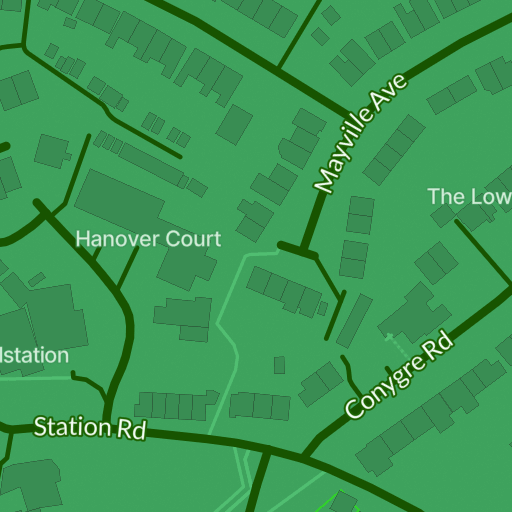 Mayville Ave
The Low
Hanover Court
lstation
Conygre Rd
Station Rd